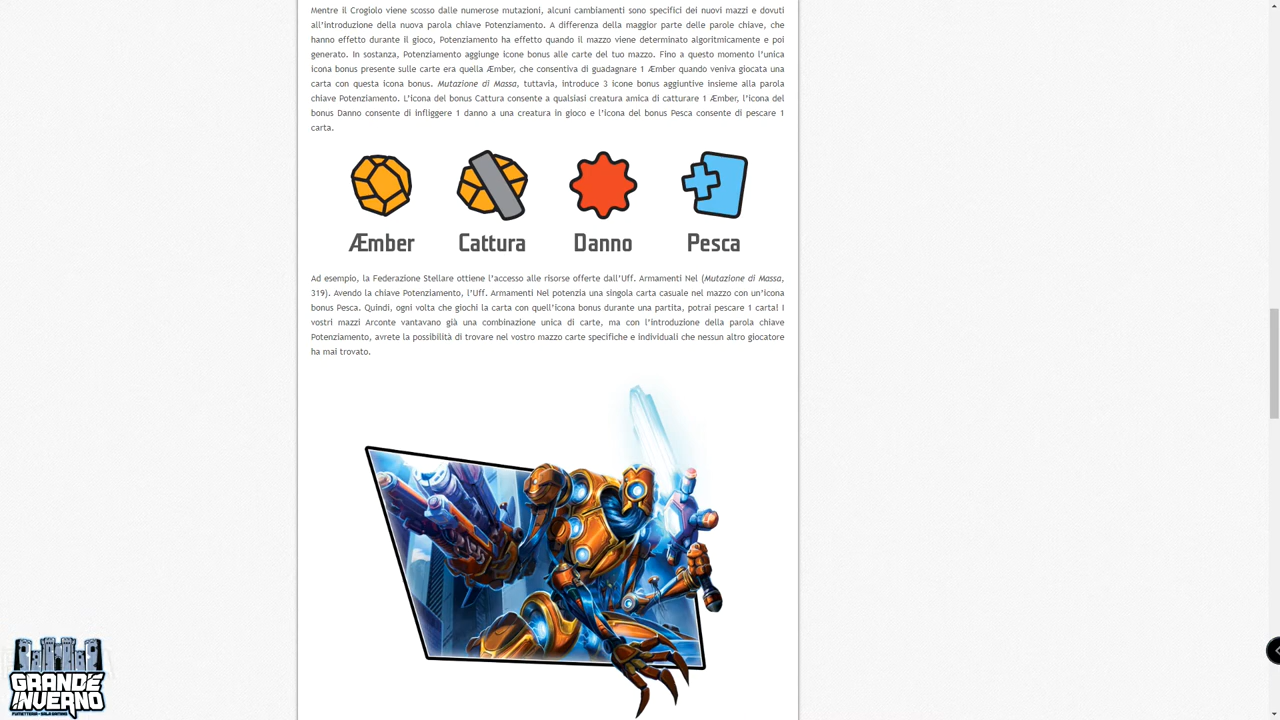 Mentre il Crogiolo viene scosso dalle numerose mutazioni, alcuni cambiamenti sono specifici dei nuovi mazzi e dovuti
all'introduzione della nuova parola chiave Potenziamento. A differenza della maggior parte delle parole chiave, che
hanno effetto durante il gioco, Potenziamento ha effetto quando il mazzo viene determinato algoritmicamente e poi
generato. In sostanza, Potenziamento aggiunge icone bonus alle carte del tuo mazzo. Fino a questo momento l'unica
icona bonus presente sulle carte era quella Æmber, che consentiva di guadagnare 1 Æmber quando veniva giocata una
carta con questa icona bonus. Mutazione di Massa, tuttavia, introduce 3 icone bonus aggiuntive insieme alla parola
chiave Potenziamento. L'icona del bonus Cattura consente a qualsiasi creatura amica di catturare 1 Æmber, l'icona del
bonus Danno consente di infliggere 1 danno a una creatura in gioco e l'icona del bonus Pesca consente di pescare 1
carta.
Æmber Cattura Danno Pesca
Ad esempio, la Federazione Stellare ottiene l'accesso alle risorse offerte dall'Uff. Armamenti Nel (Mutazione di Massa,
319). Avendo la chiave Potenziamento, l'Uff. Armamenti Nel potenzia una singola carta casuale nel mazzo con un'icona
bonus Pesca. Quindi, ogni volta che giochi la carta con quell'icona bonus durante una partita, potrai pescare 1 carta! I
vostri mazzi Arconte vantavano già una combinazione unica di carte, ma con l'introduzione della parola chiave
Potenziamento, avrete la possibilità di trovare nel vostro mazzo carte specifiche e individuali che nessun altro giocatore
ha mai trovato.
GRANDE
INVERNO
FUMETTERIA - SALA GAMING